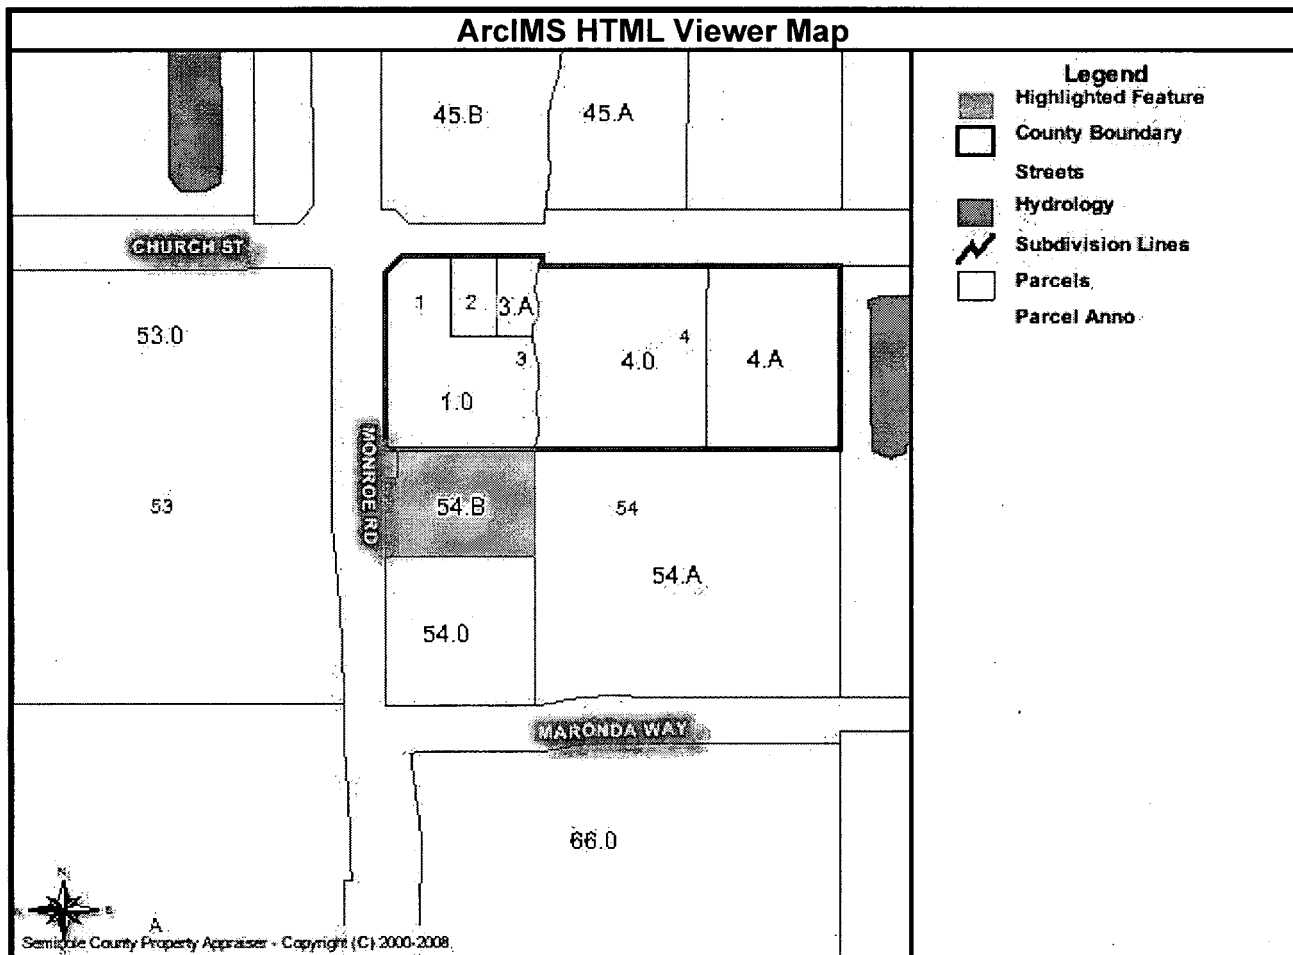 ArcIMS HTML Viewer Map
Legend
Highlighted Feature
County Boundary
Streets
Hydrology
Subdivision Lines
Parcels
Parcel Anno
45.B
45.A
CHURCH ST
53.0
1
2
3.A
3
4.0
4
4.A
1.0
MONROE RD
53
54.B
54
54.A
54.0
MARONDA WAY
66.0
N
A
Seminole County Property Appraiser - Copyright (C) 2000-2008